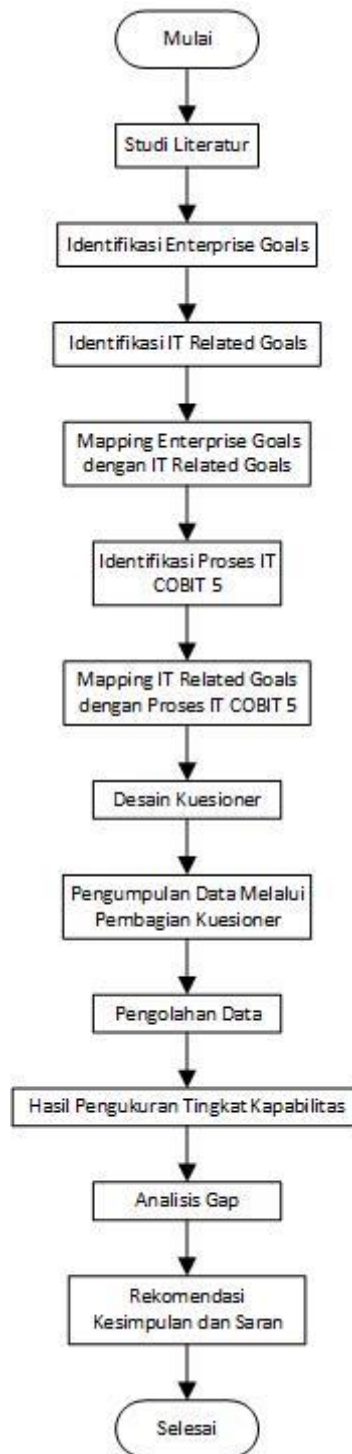 Mulai
Studi Literatur
Identifikasi Enterprise Goals
Identifikasi IT Related Goals
Mapping Enterprise Goals
dengan IT Related Goals
Identifikasi Proses IT
COBIT 5
Mapping IT Related Goals
dengan Proses IT COBIT 5
Desain Kuesioner
Pengumpulan Data Melalui
Pembagian Kuesioner
Pengolahan Data
Hasil Pengukuran Tingkat Kapabilitas
Analisis Gap
Rekomendasi
Kesimpulan dan Saran
Selesai